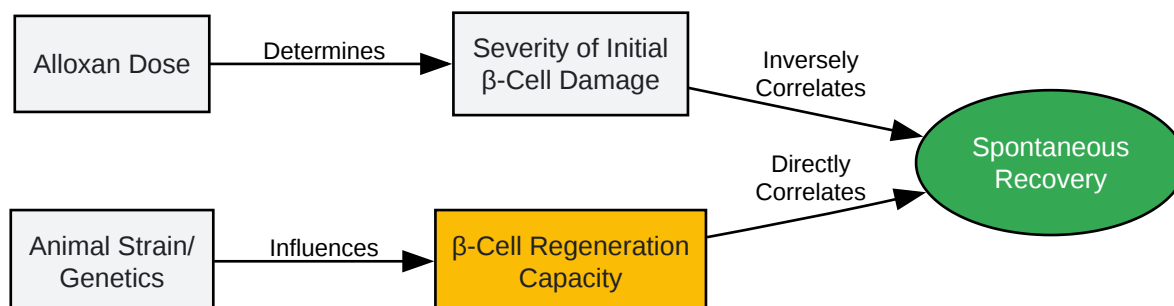 Alloxan Dose
Determines
Severity of Initial
β-Cell Damage
Inversely
Correlates
Spontaneous
Recovery
Directly
Correlates
Animal Strain/
Genetics
Influences
β-Cell Regeneration
Capacity